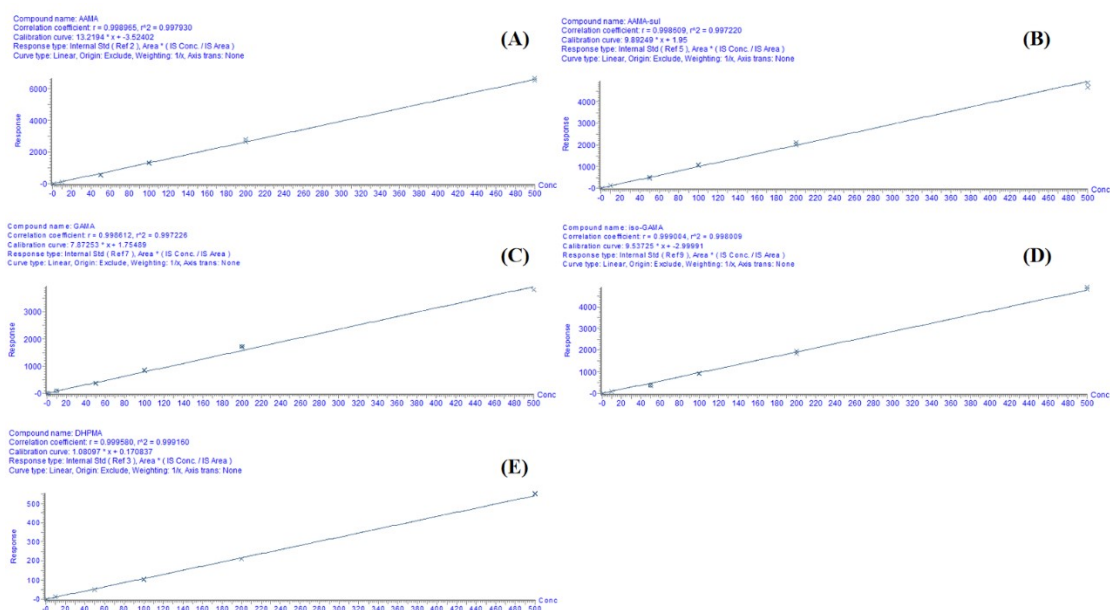 Compound name: AAMA
Correlation coefficient: r = 0.998965, r^2 = 0.997930
Calibration curve: 13.2194 * x + -3.52402
Response type: Internal Std ( Ref 2 ), Area * ( IS Conc. / IS Area )
Curve type: Linear, Origin: Exclude, Weighting: 1/x, Axis trans: None
(A)
6000
4000
2000
-0
Response
-0 20 40 60 80 100 120 140 160 180 200 220 240 260 280 300 320 340 360 380 400 420 440 460 480 500
Conc
Compound name: AAMA-sul
Correlation coefficient: r = 0.998609, r^2 = 0.997220
Calibration curve: 9.89249 * x + 1.95
Response type: Internal Std ( Ref 5 ), Area * ( IS Conc. / IS Area )
Curve type: Linear, Origin: Exclude, Weighting: 1/x, Axis trans: None
(B)
4000
3000
2000
1000
-0
Response
-0 20 40 60 80 100 120 140 160 180 200 220 240 260 280 300 320 340 360 380 400 420 440 460 480 500
Conc
Compound name: GAMA
Correlation coefficient: r = 0.998612, r^2 = 0.997226
Calibration curve: 7.87253 * x + 1.75489
Response type: Internal Std ( Ref 7 ), Area * ( IS Conc. / IS Area )
Curve type: Linear, Origin: Exclude, Weighting: 1/x, Axis trans: None
(C)
3000
2000
1000
-0
Response
-0 20 40 60 80 100 120 140 160 180 200 220 240 260 280 300 320 340 360 380 400 420 440 460 480 500
Conc
Compound name: iso-GAMA
Correlation coefficient: r = 0.999004, r^2 = 0.998009
Calibration curve: 9.53725 * x + -2.99991
Response type: Internal Std ( Ref 9 ), Area * ( IS Conc. / IS Area )
Curve type: Linear, Origin: Exclude, Weighting: 1/x, Axis trans: None
(D)
5000
4000
3000
2000
1000
-0
Response
-0 20 40 60 80 100 120 140 160 180 200 220 240 260 280 300 320 340 360 380 400 420 440 460 480 500
Conc
Compound name: DHPMA
Correlation coefficient: r = 0.999580, r^2 = 0.999160
Calibration curve: 1.08097 * x + 0.170837
Response type: Internal Std ( Ref 3 ), Area * ( IS Conc. / IS Area )
Curve type: Linear, Origin: Exclude, Weighting: 1/x, Axis trans: None
(E)
500
400
300
200
100
-0
Response
-0 20 40 60 80 100 120 140 160 180 200 220 240 260 280 300 320 340 360 380 400 420 440 460 480 500
Conc